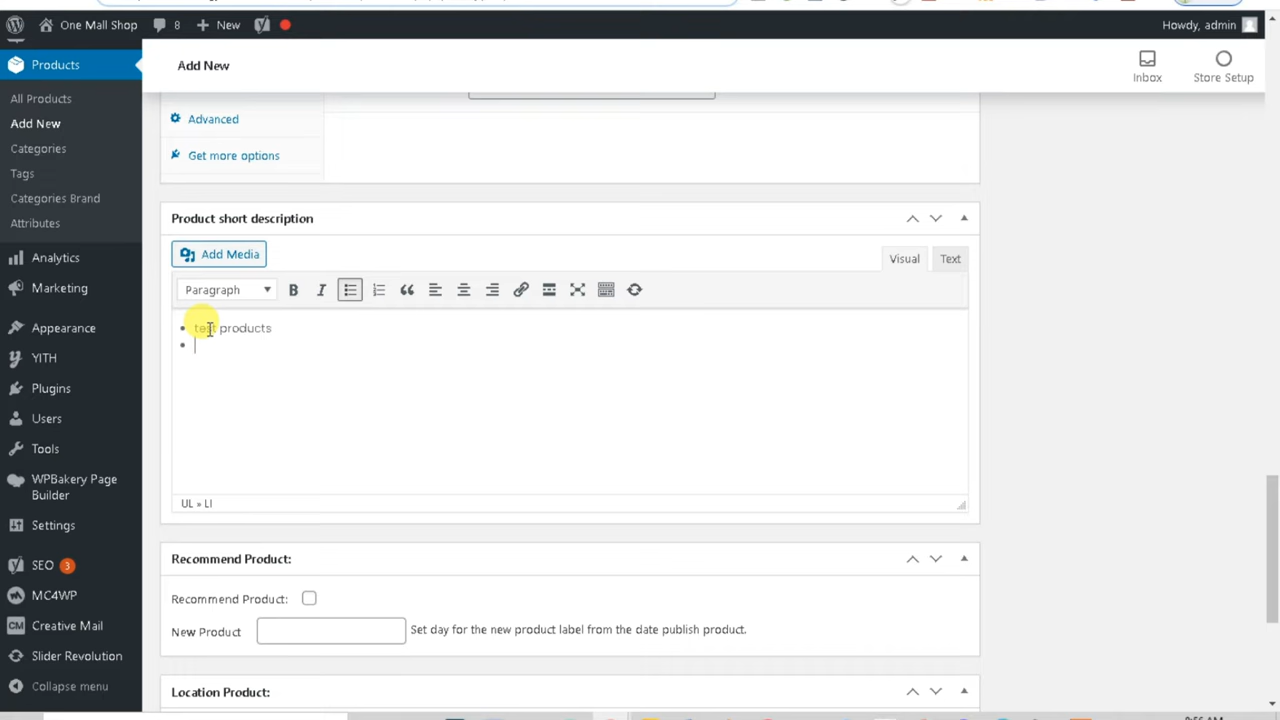 One Mall Shop
8
New
Howdy, admin
Products
Add New
Inbox
Store Setup
All Products
Add New
Categories
Tags
Categories Brand
Attributes
Analytics
Marketing
Appearance
YITH
Plugins
Users
Tools
WPBakery Page
Builder
Settings
SEO 3
MC4WP
CM Creative Mail
Slider Revolution
Collapse menu
Advanced
Get more options
Product short description
Add Media
Visual
Text
Paragraph
B
I
test products
UL » LI
Recommend Product:
Recommend Product:
New Product
Set day for the new product label from the date publish product.
Location Product: